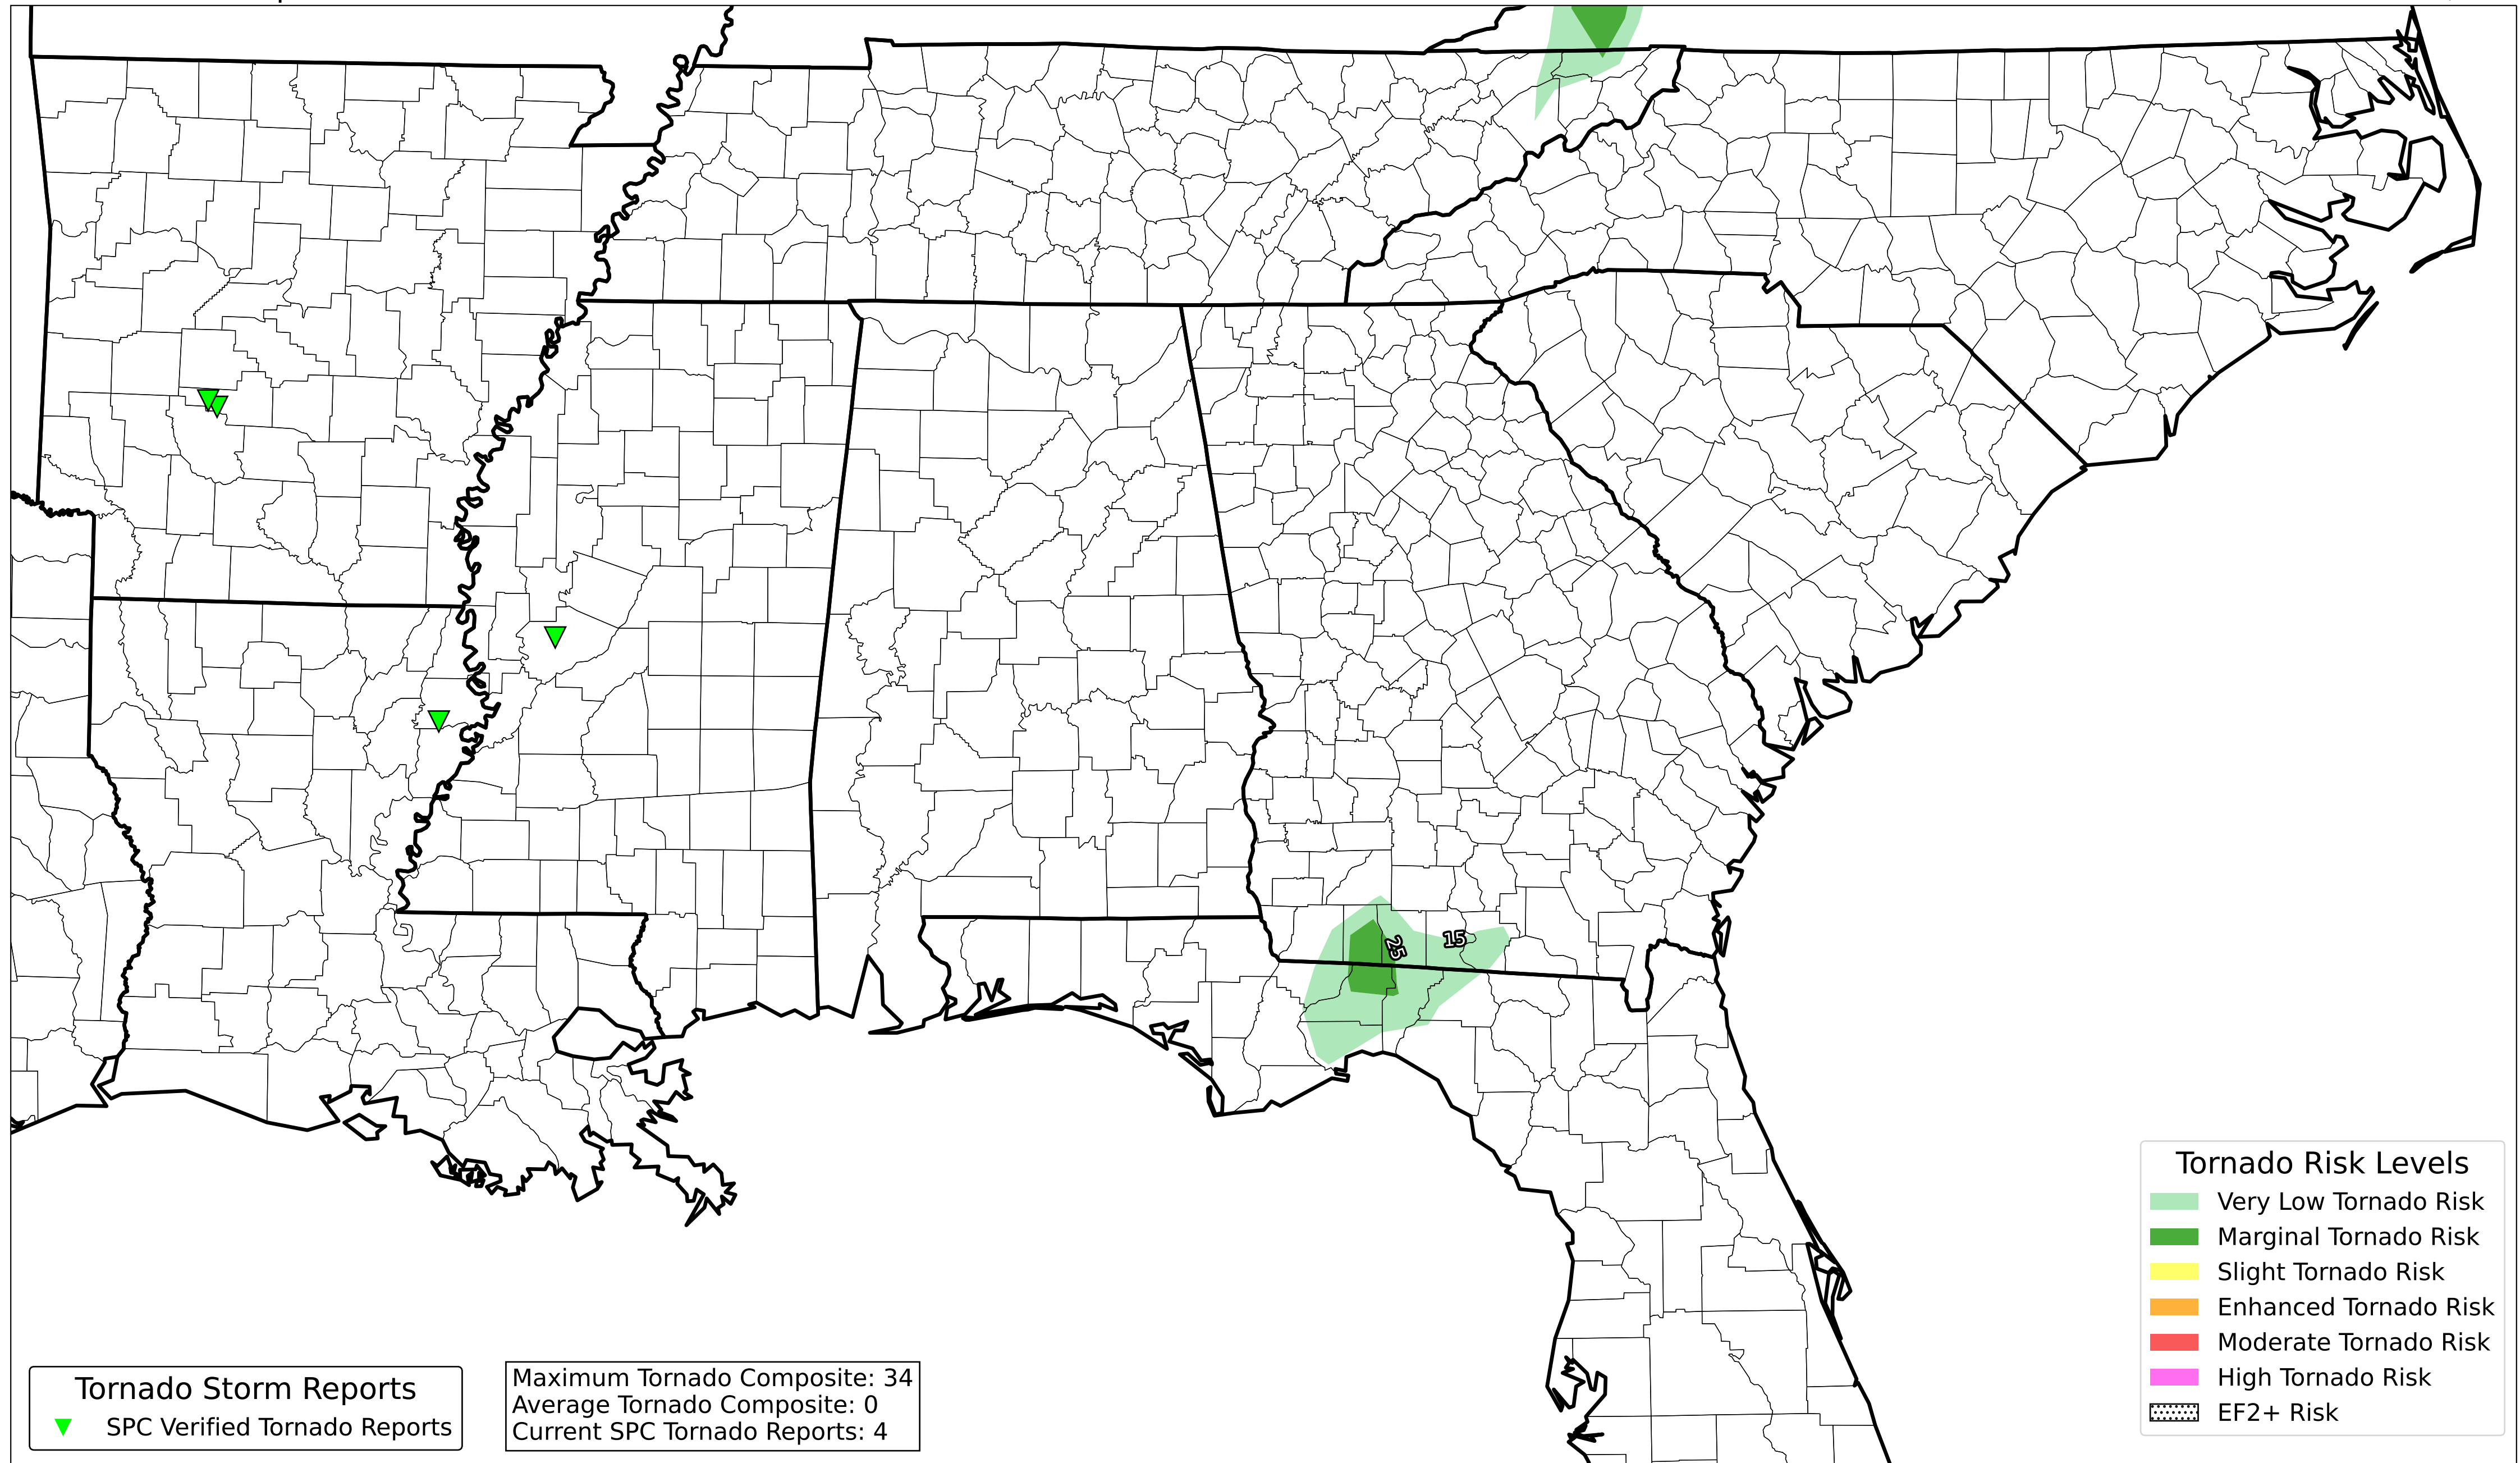 25
15
Tornado Risk Levels
Very Low Tornado Risk
Marginal Tornado Risk
Slight Tornado Risk
Enhanced Tornado Risk
Moderate Tornado Risk
High Tornado Risk
EF2+ Risk
Tornado Storm Reports
SPC Verified Tornado Reports
Maximum Tornado Composite: 34
Average Tornado Composite: 0
Current SPC Tornado Reports: 4